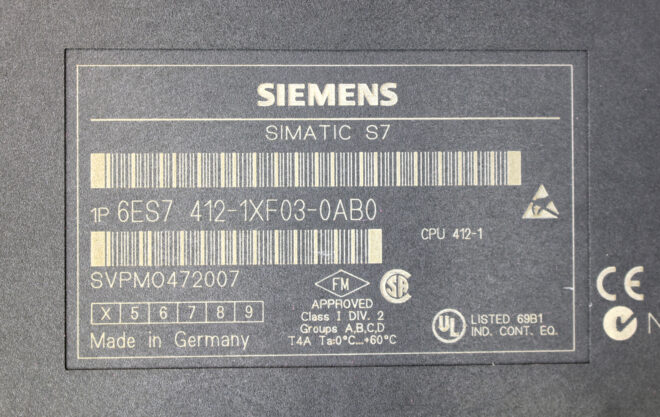 SIEMENS
SIMATIC S7
1P 6ES7 412-1XF03-0AB0
CPU 412-1
SVPM0472007
X 5 6 7 8 9
Made in Germany
FM
APPROVED
Class I DIV. 2
Groups A,B,C,D
T4A Ta:0°C...+60°C
SA
UL
LISTED 69B1
IND. CONT. EQ.
CE
N